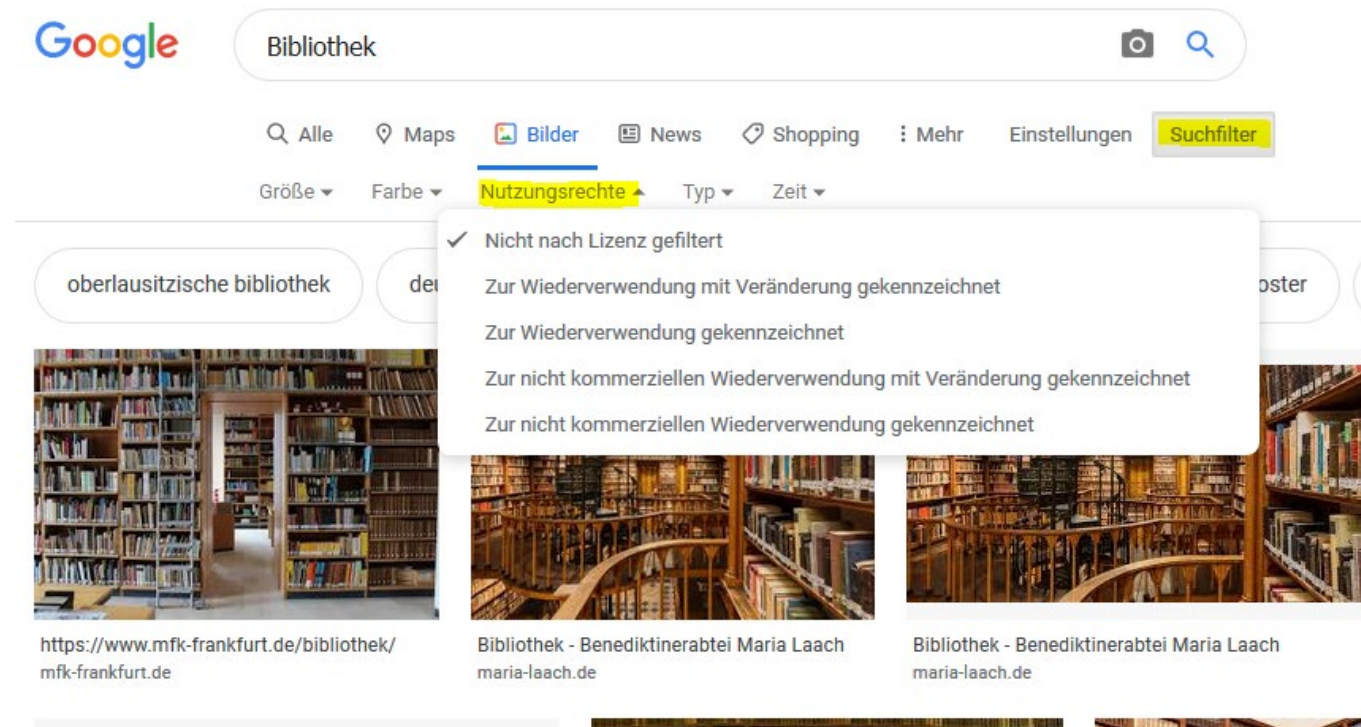 Google
Bibliothek
Alle Maps Bilder News Shopping Mehr Einstellungen Suchfilter
Größe Farbe Nutzungsrechte Typ Zeit
Nicht nach Lizenz gefiltert
Zur Wiederverwendung mit Veränderung gekennzeichnet
Zur Wiederverwendung gekennzeichnet
Zur nicht kommerziellen Wiederverwendung mit Veränderung gekennzeichnet
Zur nicht kommerziellen Wiederverwendung gekennzeichnet
oberlausitzische bibliothek
https://www.mfk-frankfurt.de/bibliothek/
mfk-frankfurt.de
Bibliothek - Benediktinerabtei Maria Laach
maria-laach.de
Bibliothek - Benediktinerabtei Maria Laach
maria-laach.de